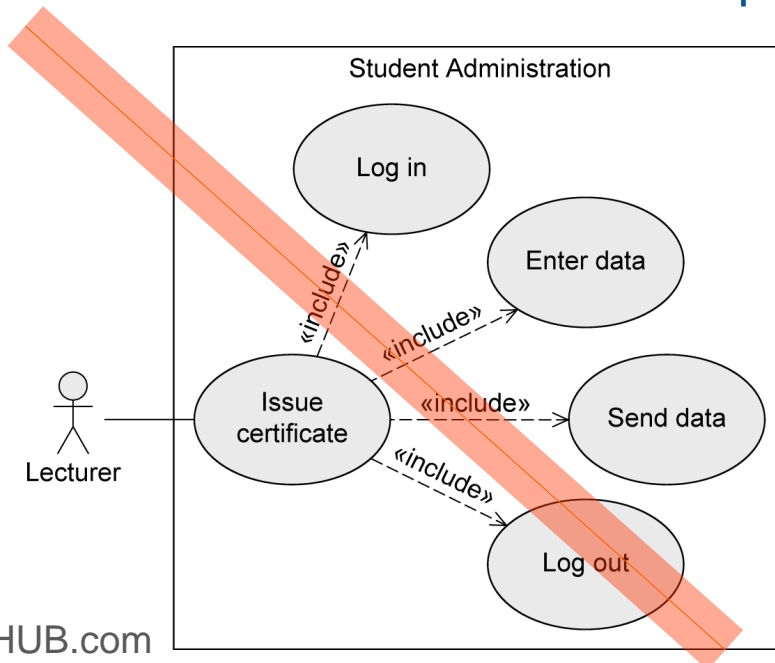 Student Administration
Log in
Enter data
«include»
«include»
Issue
certificate
«include»
Send data
Lecturer
«include»
Log out
HUB.com